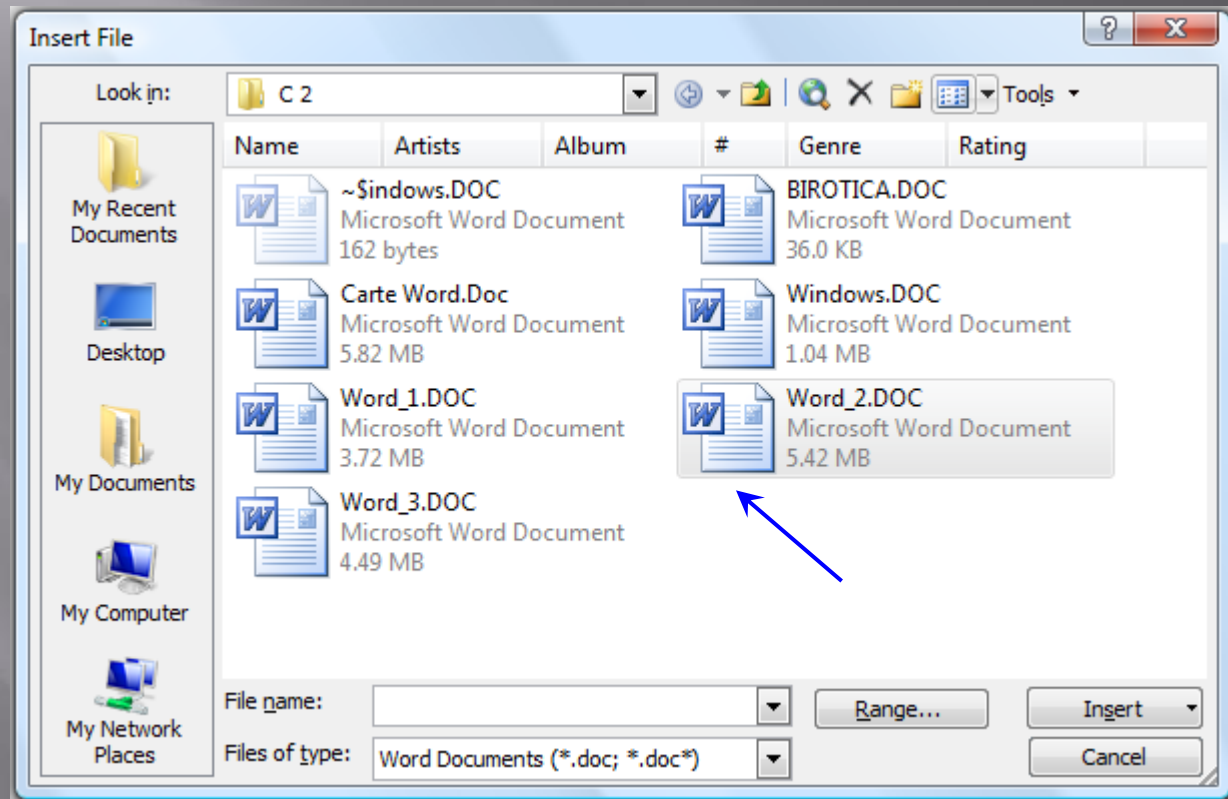 Insert File
Look in:
C 2
Tools
Name Artists Album # Genre Rating
My Recent
Documents
Desktop
My Documents
My Computer
My Network
Places
~$indows.DOC
Microsoft Word Document
162 bytes
BIROTICA.DOC
Microsoft Word Document
36.0 KB
Carte Word.Doc
Microsoft Word Document
5.82 MB
Windows.DOC
Microsoft Word Document
1.04 MB
Word_1.DOC
Microsoft Word Document
3.72 MB
Word_2.DOC
Microsoft Word Document
5.42 MB
Word_3.DOC
Microsoft Word Document
4.49 MB
File name:
Range...
Insert
Files of type:
Word Documents (*.doc; *.doc*)
Cancel